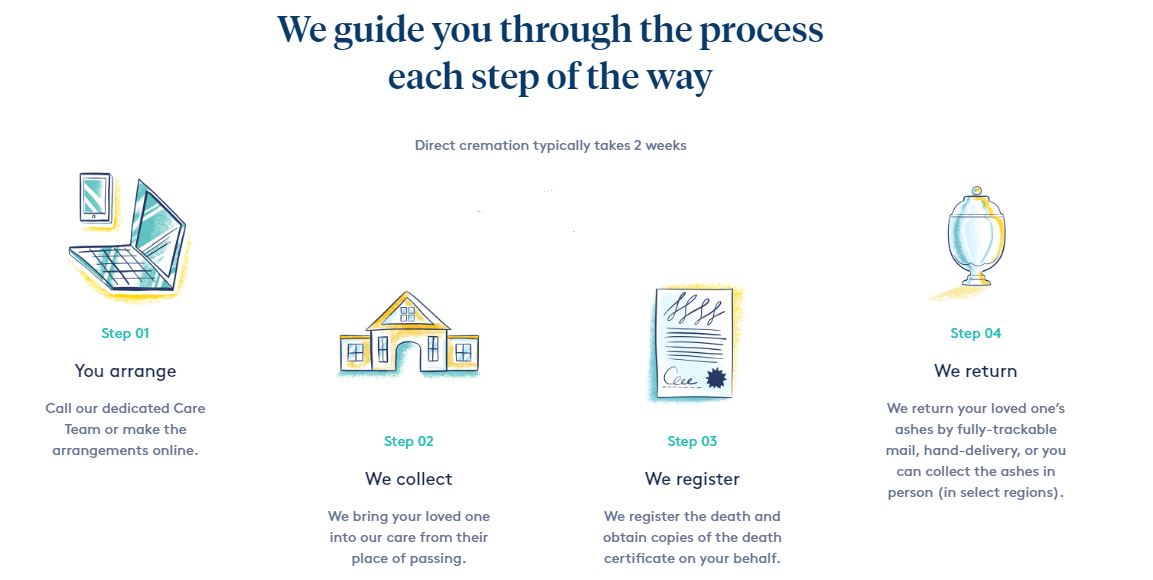 We guide you through the process
each step of the way
Direct cremation typically takes 2 weeks
Step 01
You arrange
Call our dedicated Care
Team or make the
arrangements online.
Step 02
We collect
We bring your loved one
into our care from their
place of passing.
Step 03
We register
We register the death and
obtain copies of the death
certificate on your behalf.
Step 04
We return
We return your loved one’s
ashes by fully-trackable
mail, hand-delivery, or you
can collect the ashes in
person (in select regions).